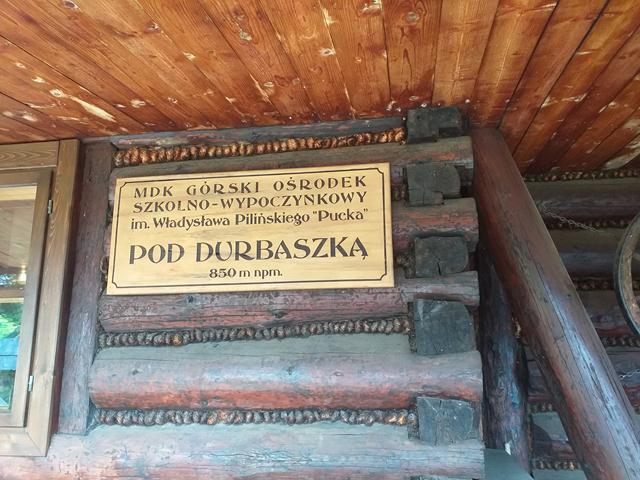 MDK GÓRSKI OŚRODEK
SZKOLNO-WYPOCZYNKOWY
im. Władysława Pilińskiego "Pucka"
POD DURBASZKĄ
850 m npm.